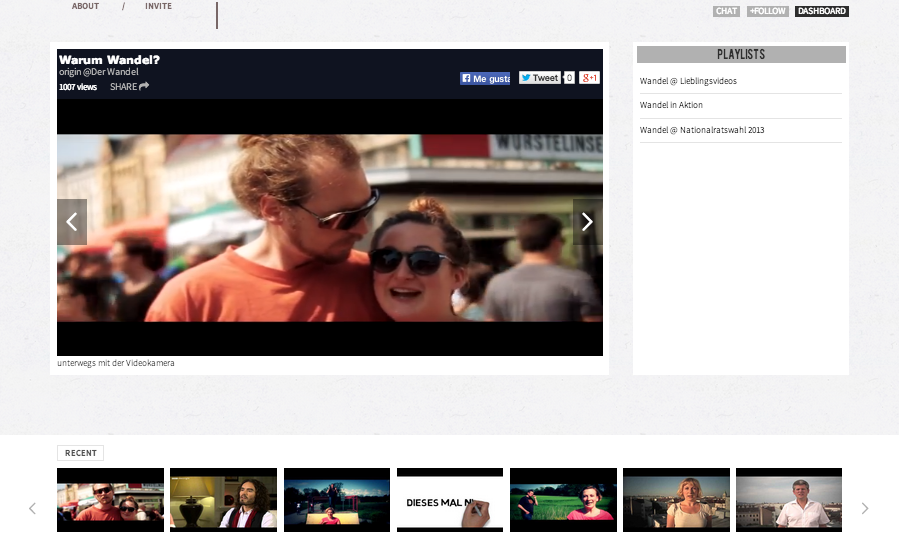 ABOUT / INVITE
CHAT +FOLLOW DASHBOARD
Warum Wandel?
origin @Der Wandel
1007 views SHARE
Me gusta
Tweet 0
+1
WÜRSTELINSE
unterwegs mit der Videokamera
PLAYLISTS
Wandel @ Lieblingsvideos
Wandel in Aktion
Wandel @ Nationalratswahl 2013
RECENT
DIESES MAL